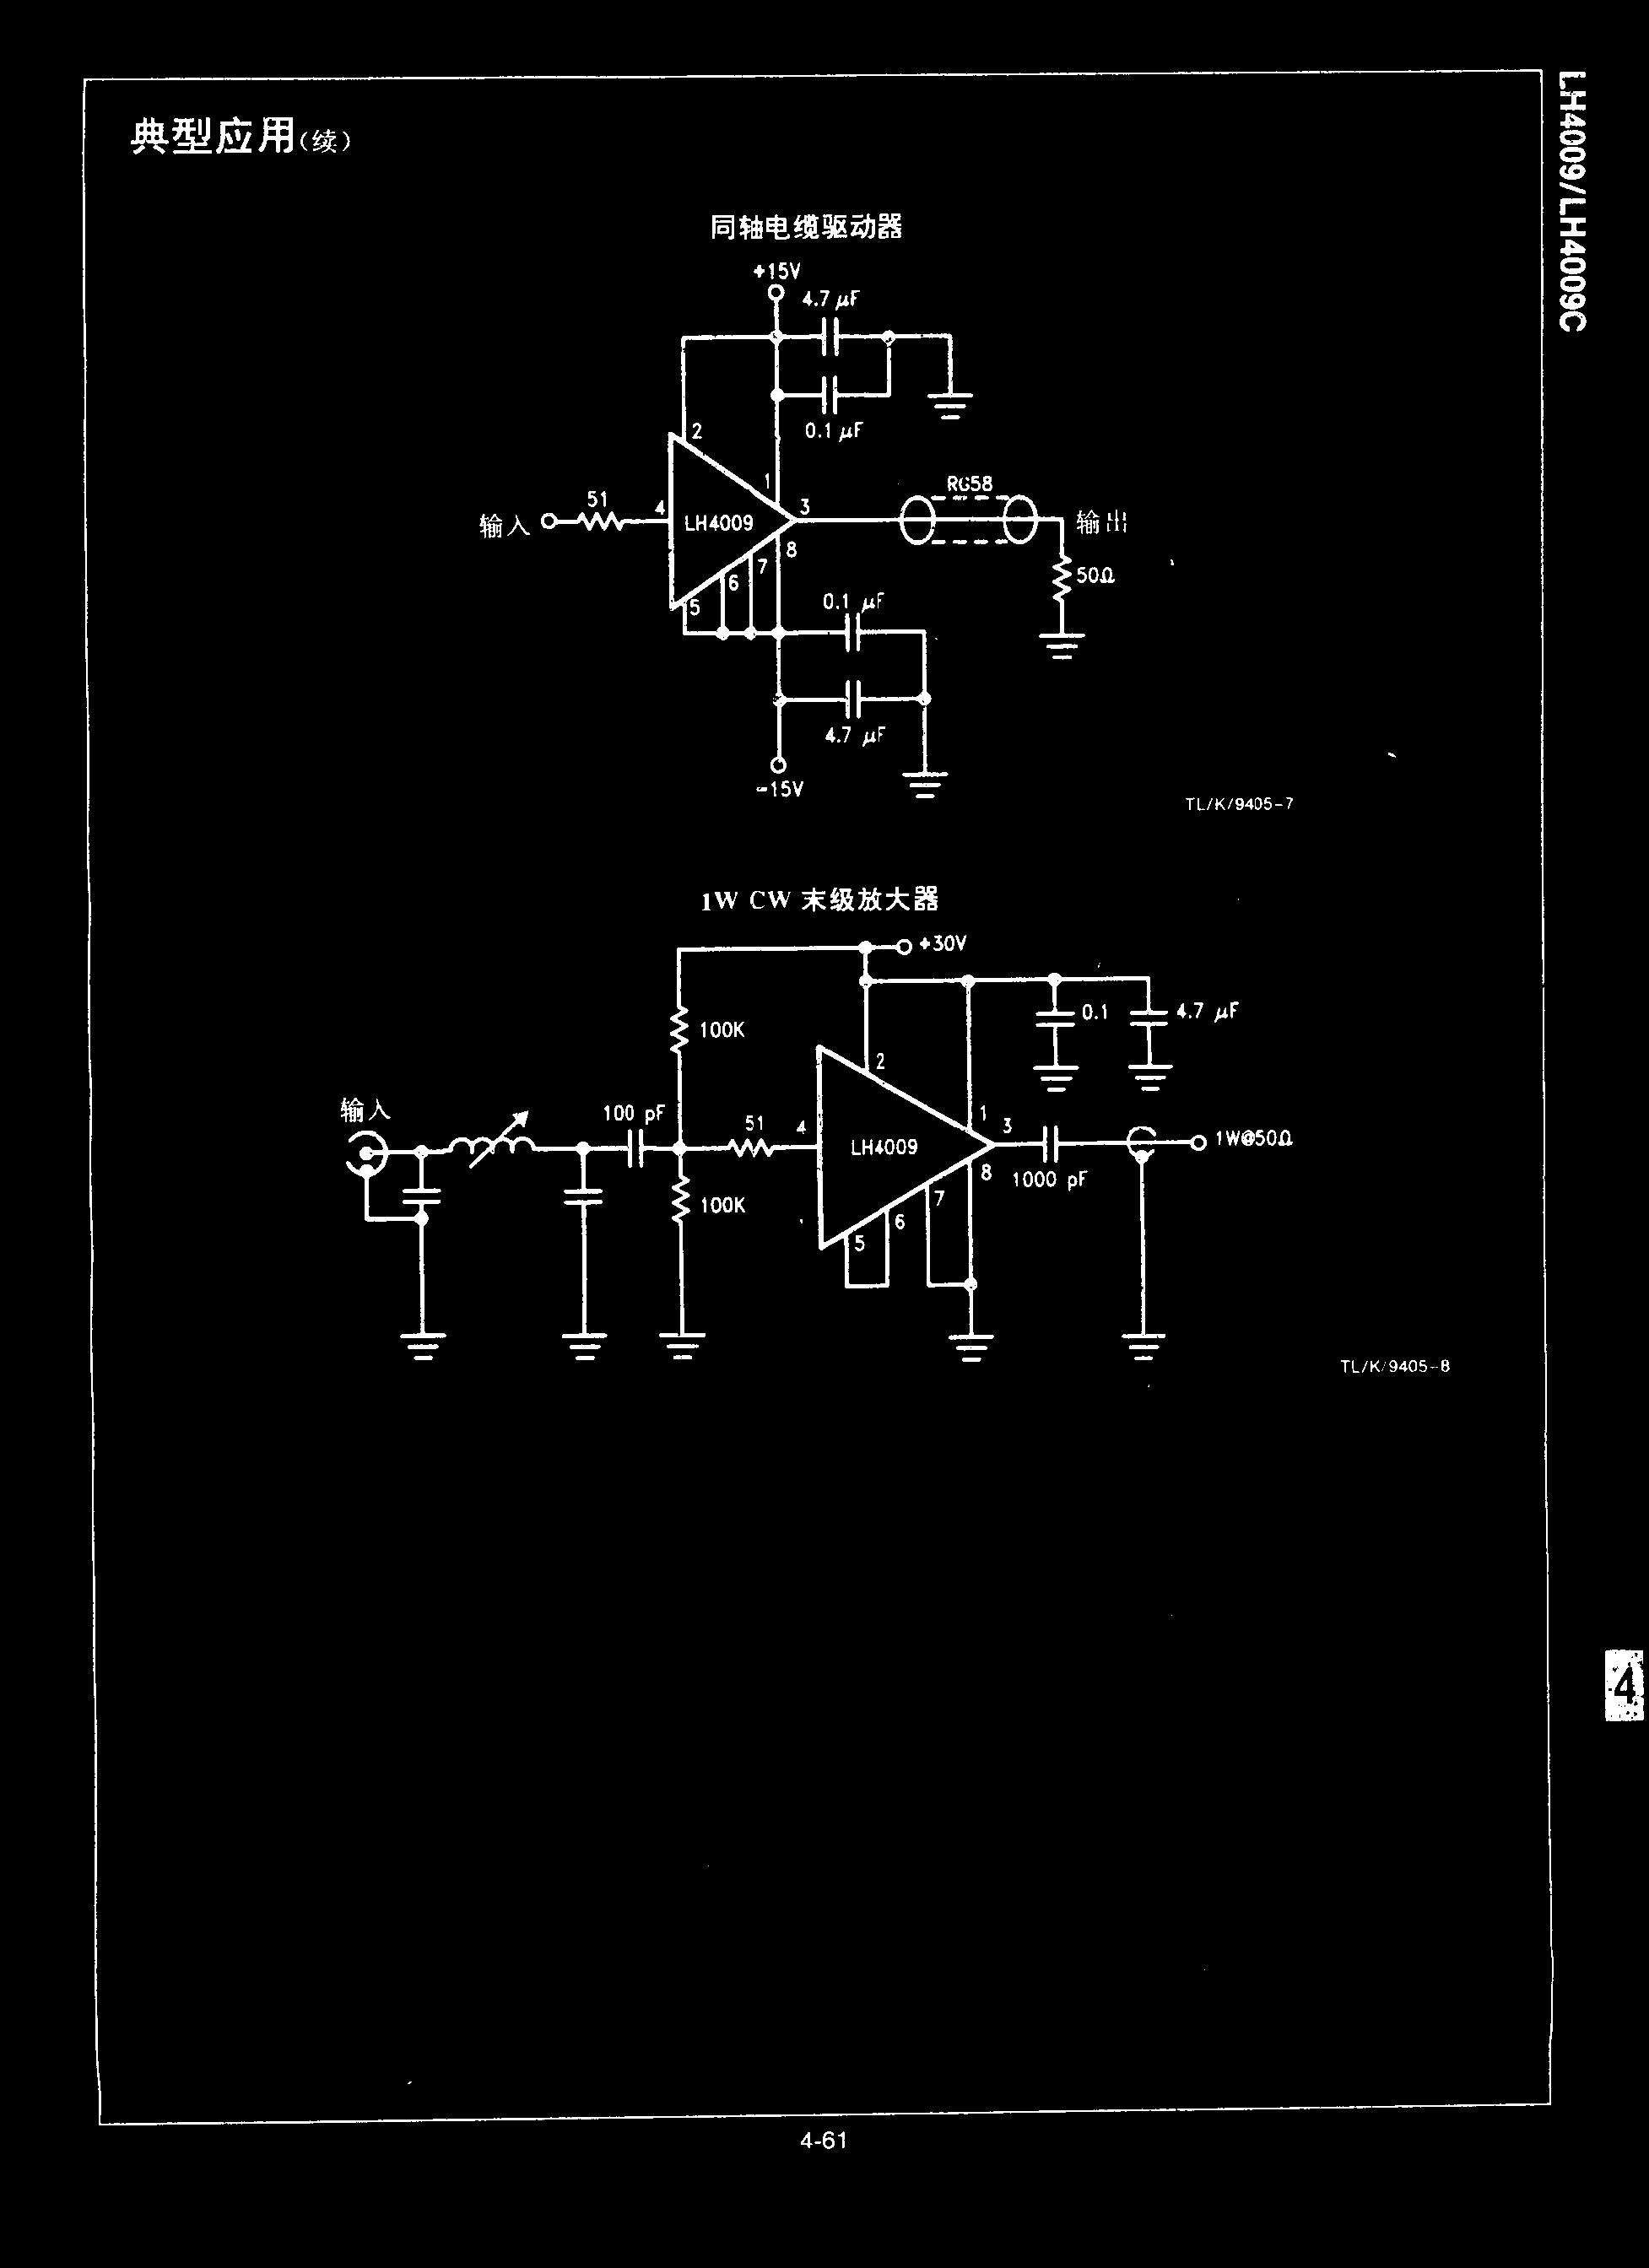 LH4009/LH4009C
典型应用(续)
同轴电缆驱动器
+15V
4.7 μF
0.1 μF
2
1
51
4
LH4009
3
RG58
输入
输出
8
7
6
5
50Ω
0.1 μF
4.7 μF
-15V
TL/K/9405-7
1W CW 末级放大器
+30V
0.1
4.7 μF
100K
2
输入
100 pF
51
4
1
3
LH4009
1W@50Ω
8
1000 pF
7
6
5
100K
TL/K/9405-8
4
4-61